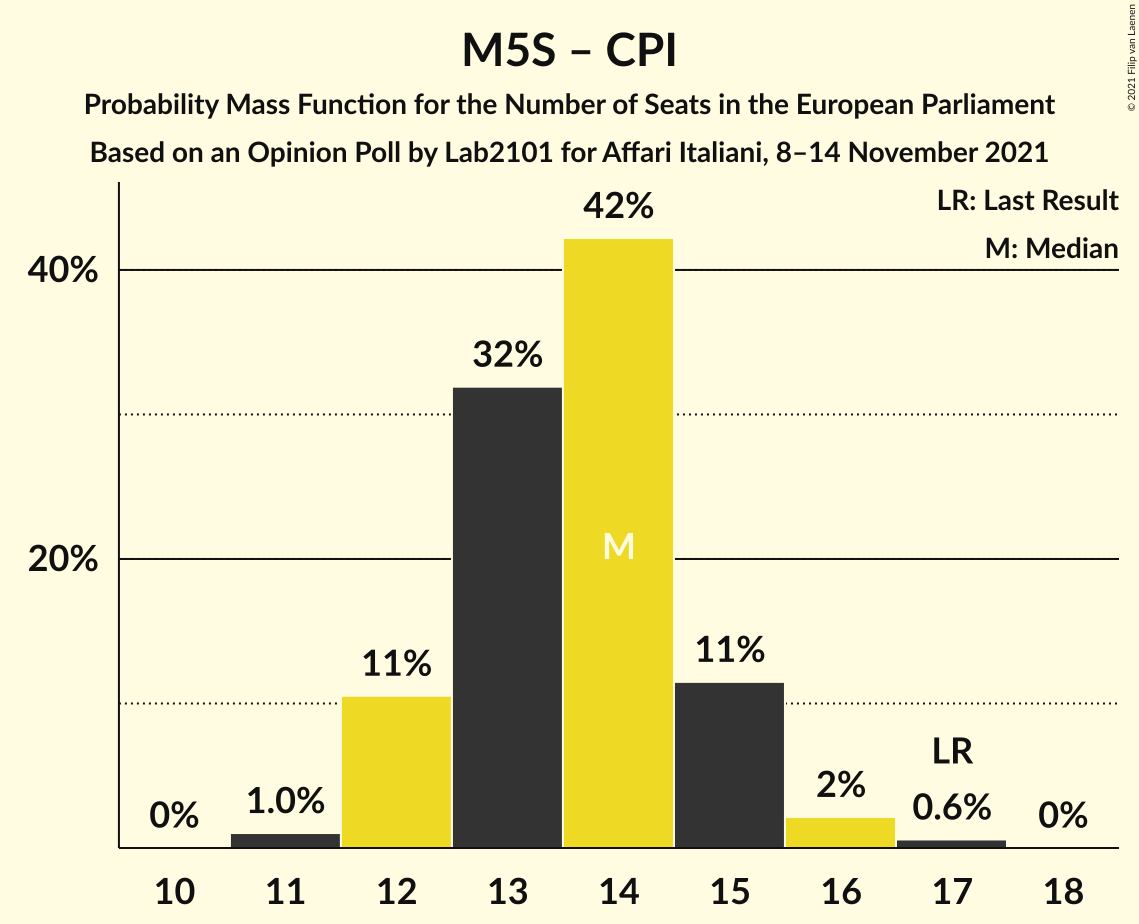 M5S – CPI
Probability Mass Function for the Number of Seats in the European Parliament
Based on an Opinion Poll by Lab2101 for Affari Italiani, 8–14 November 2021
© 2021 Filip van Laenen
LR: Last Result
M: Median
42%
40%
32%
M
20%
11%
11%
LR
2%
0%
1.0%
0.6%
0%
10 11 12 13 14 15 16 17 18